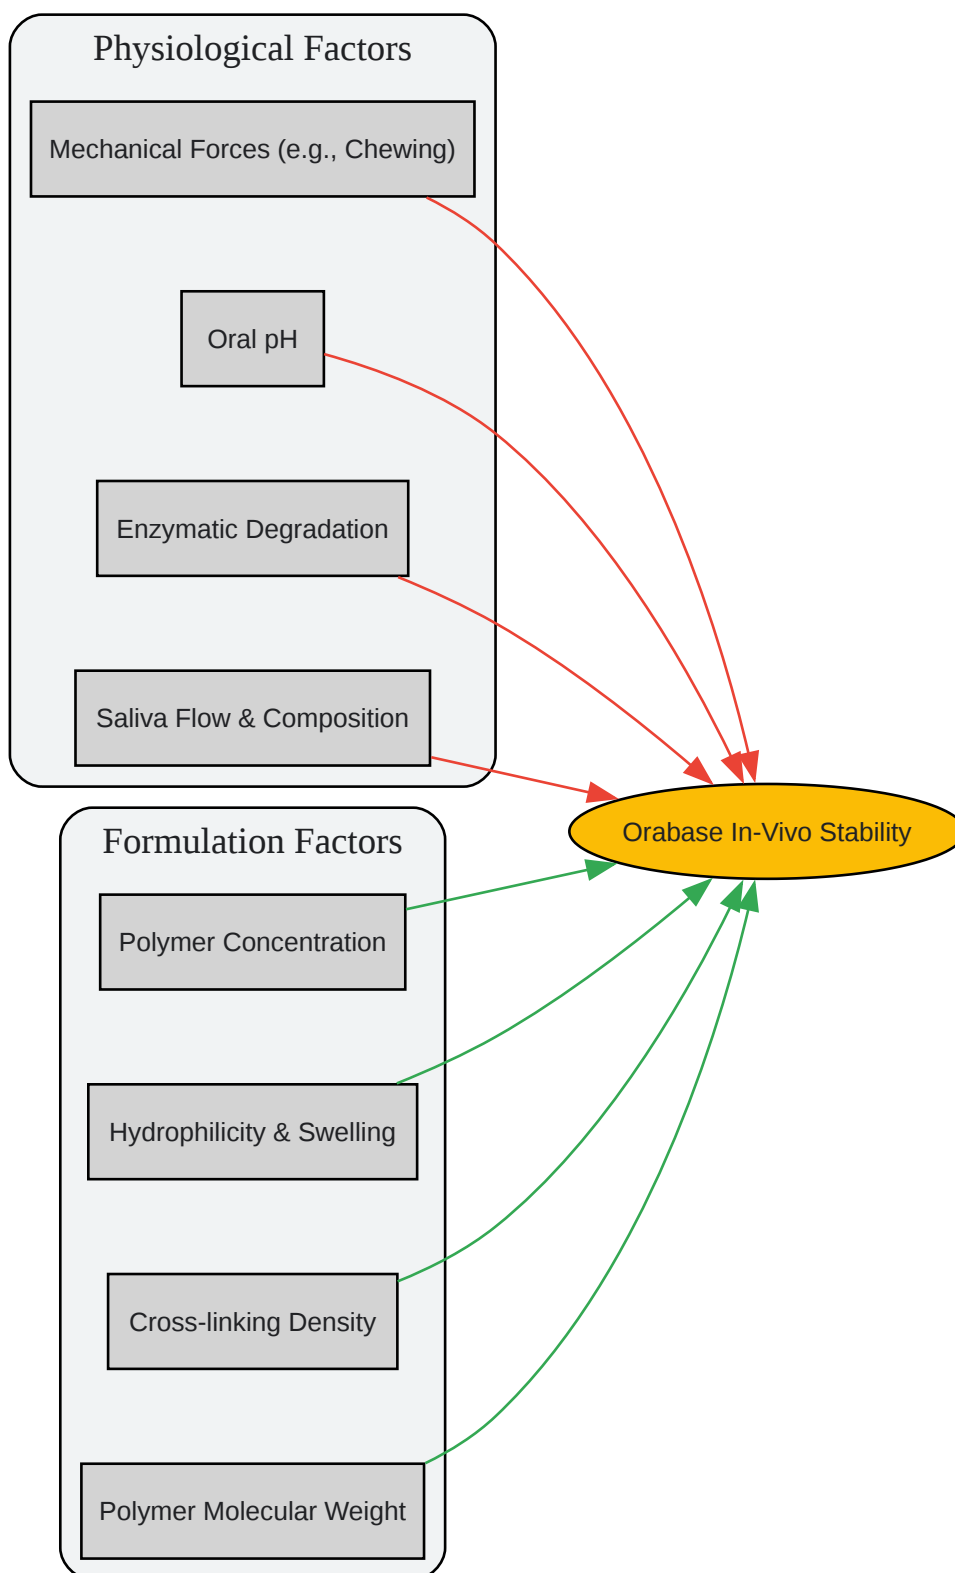 Physiological Factors
Mechanical Forces (e.g., Chewing)
Oral pH
Enzymatic Degradation
Saliva Flow & Composition
Orabase In-Vivo Stability
Formulation Factors
Polymer Concentration
Hydrophilicity & Swelling
Cross-linking Density
Polymer Molecular Weight